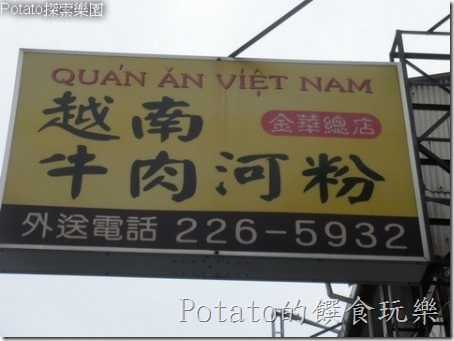 Potato探索樂園
QUÁN ĂN VIỆT NAM
越南
金華總店
牛肉河粉
外送電話 226-5932
Potato的饌食玩樂